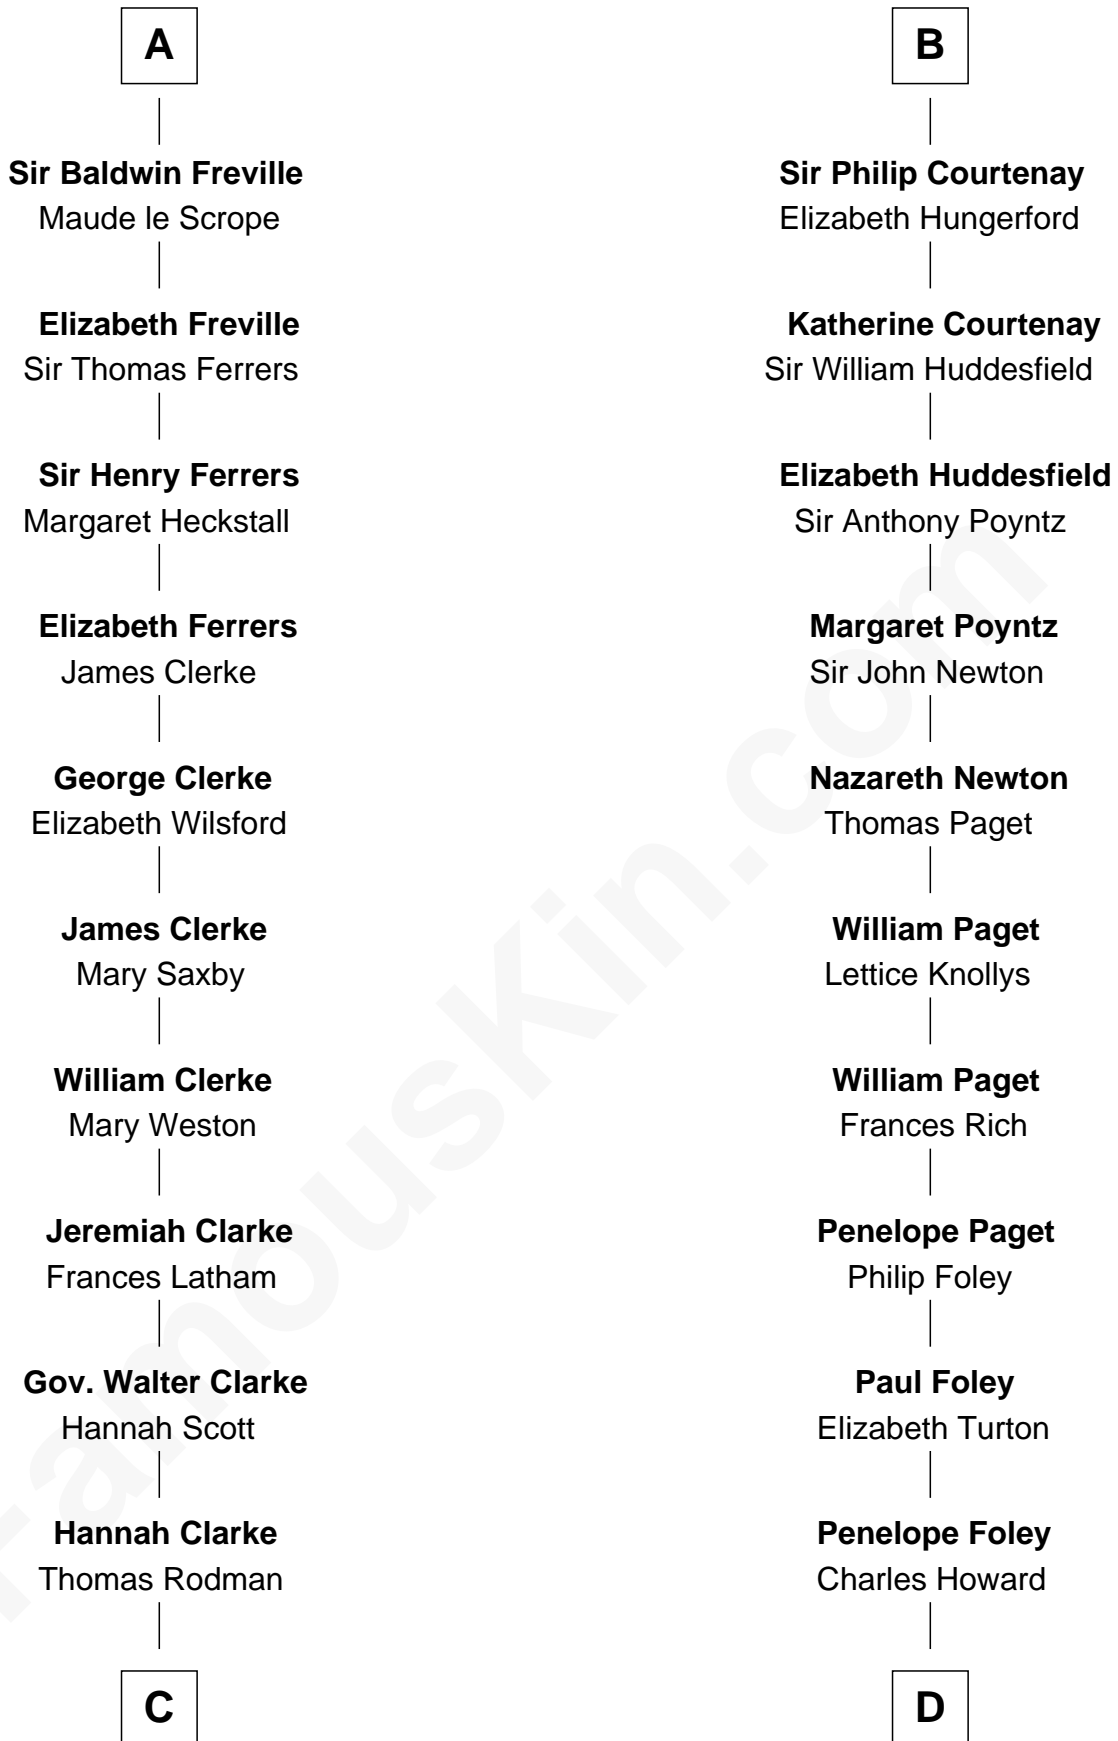 A
Sir Baldwin Freville
Maude le Scrope
Elizabeth Freville
Sir Thomas Ferrers
Sir Henry Ferrers
Margaret Heckstall
Elizabeth Ferrers
James Clerke
George Clerke
Elizabeth Wilsford
James Clerke
Mary Saxby
William Clerke
Mary Weston
Jeremiah Clarke
Frances Latham
Gov. Walter Clarke
Hannah Scott
Hannah Clarke
Thomas Rodman
C
B
Sir Philip Courtenay
Elizabeth Hungerford
Katherine Courtenay
Sir William Huddesfield
Elizabeth Huddesfield
Sir Anthony Poyntz
Margaret Poyntz
Sir John Newton
Nazareth Newton
Thomas Paget
William Paget
Lettice Knollys
William Paget
Frances Rich
Penelope Paget
Philip Foley
Paul Foley
Elizabeth Turton
Penelope Foley
Charles Howard
D
FamousKin.com